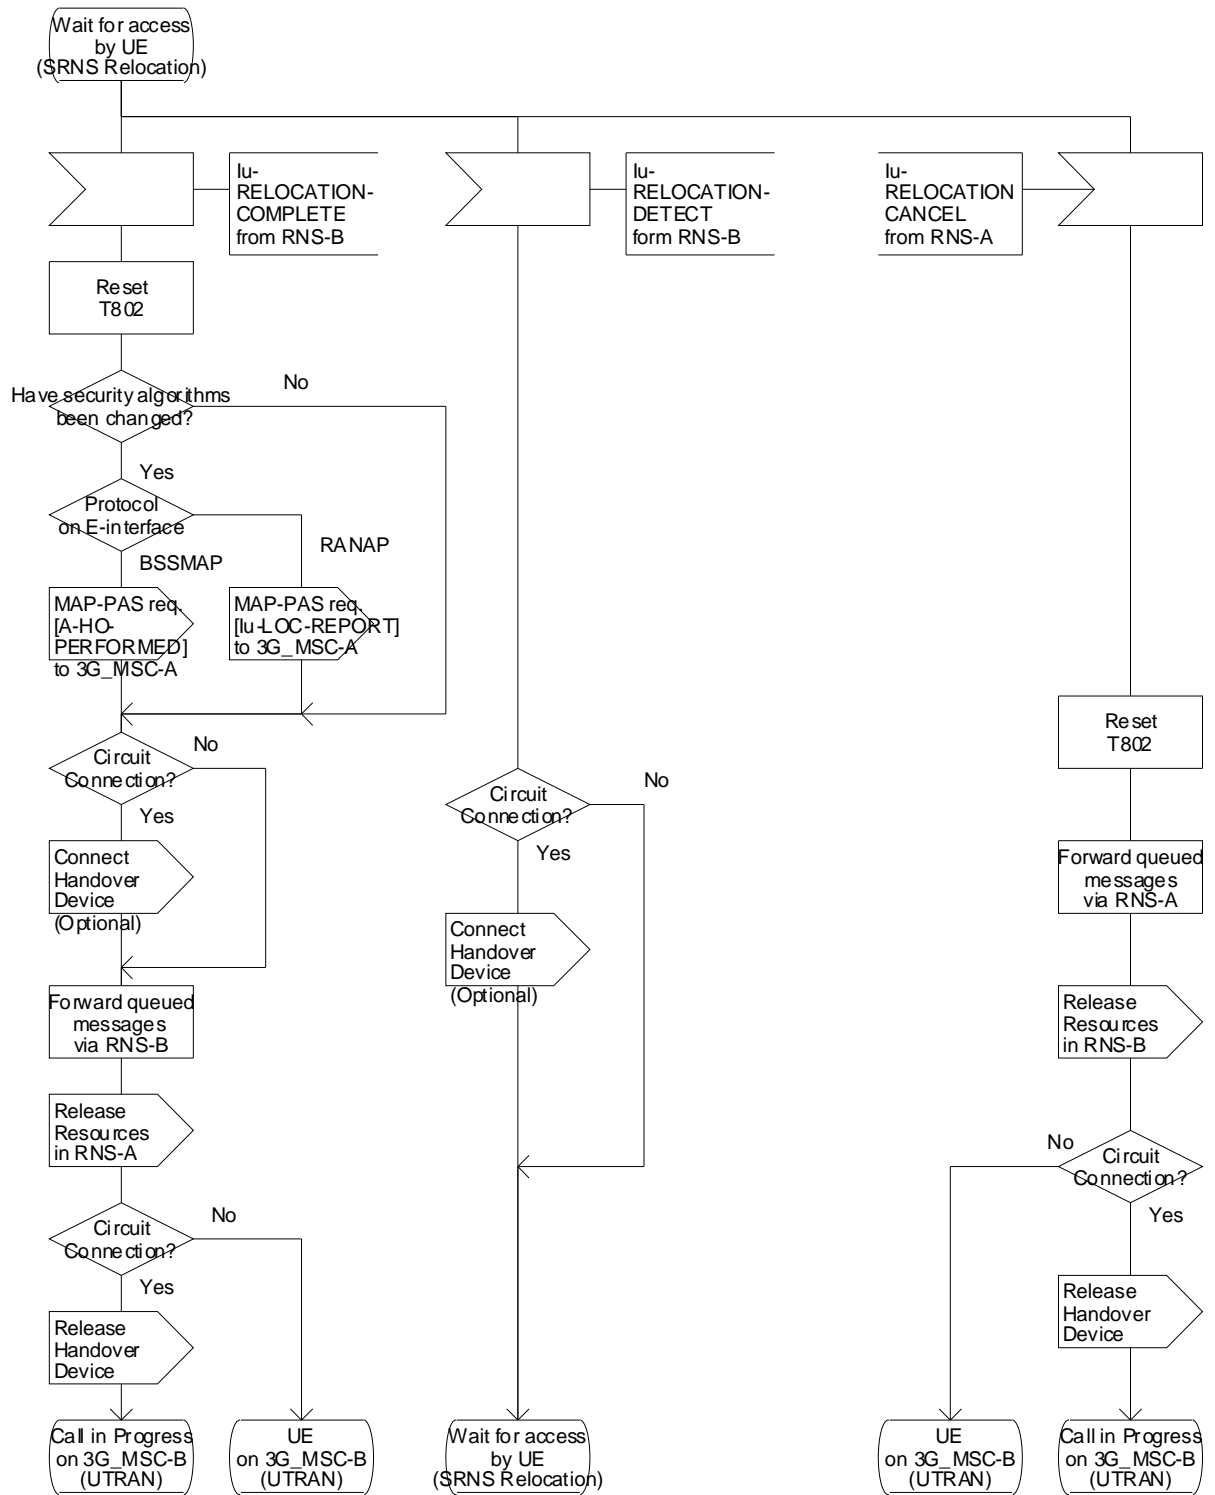 Wait for access
by UE
(SRNS Relocation)
Iu-
RELOCATION-
COMPLETE
from RNS-B
Iu-
RELOCATION-
DETECT
form RNS-B
Iu-
RELOCATION
CANCEL
from RNS-A
Reset
T802
Have security algorithms
been changed?
No
Yes
Protocol
on E-interface
BSSMAP
RANAP
MAP-PAS req.
[A-HO-
PERFORMED]
to 3G_MSC-A
MAP-PAS req.
[Iu-LOC-REPORT]
to 3G_MSC-A
Circuit
Connection?
No
Yes
Connect
Handover
Device
(Optional)
Forward queued
messages
via RNS-B
Release
Resources
in RNS-A
Circuit
Connection?
No
Yes
Release
Handover
Device
Call in Progress
on 3G_MSC-B
(UTRAN)
UE
on 3G_MSC-B
(UTRAN)
Circuit
Connection?
No
Yes
Connect
Handover
Device
(Optional)
Wait for access
by UE
(SRNS Relocation)
Reset
T802
Forward queued
messages
via RNS-A
Release
Resources
in RNS-B
No
Circuit
Connection?
Yes
Release
Handover
Device
UE
on 3G_MSC-B
(UTRAN)
Call in Progress
on 3G_MSC-B
(UTRAN)